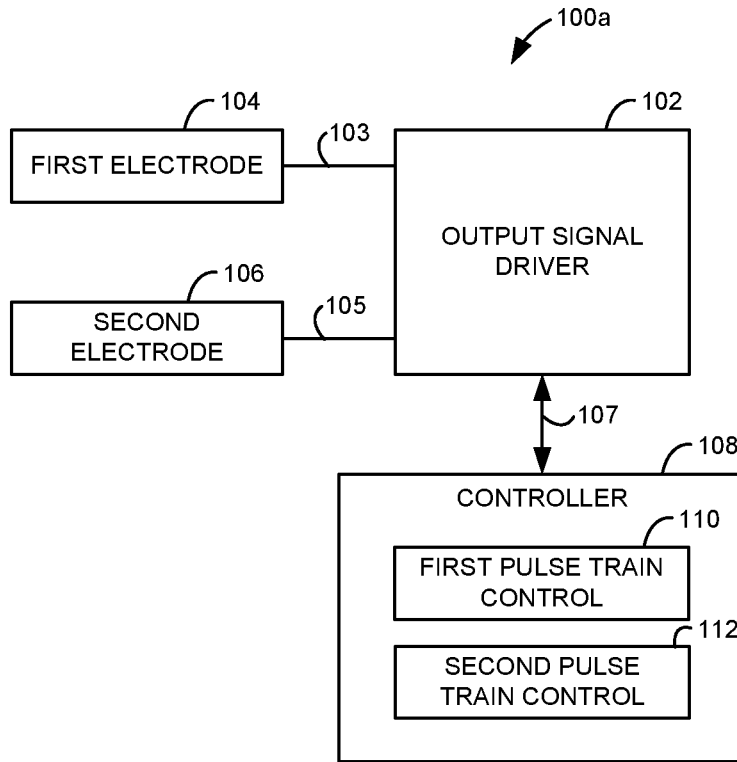 100a
104
102
103
FIRST ELECTRODE
OUTPUT SIGNAL
DRIVER
106
105
SECOND
ELECTRODE
107
108
CONTROLLER
110
FIRST PULSE TRAIN
CONTROL
112
SECOND PULSE
TRAIN CONTROL